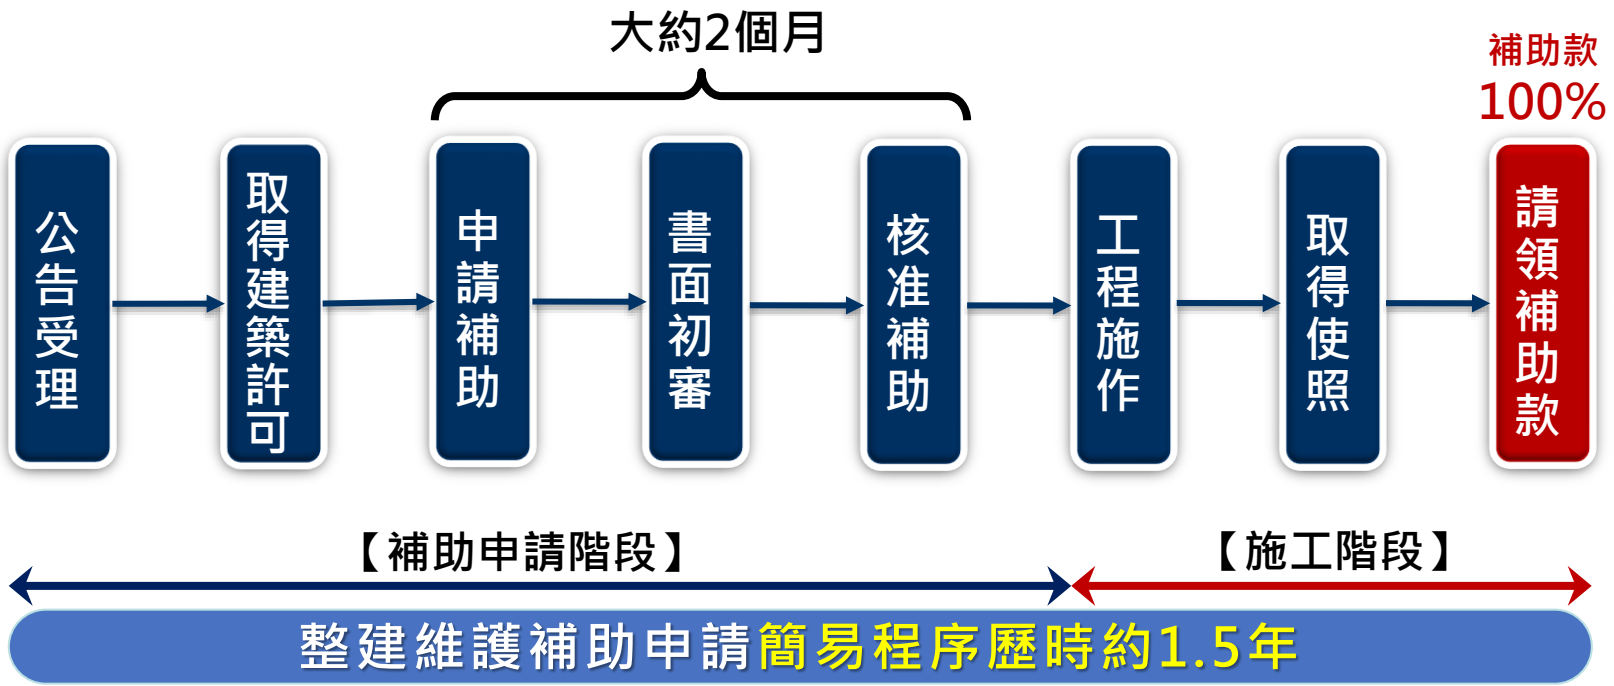 大約2個月
補助款
100%
公告受理
取得建築許可
申請補助
書面初審
核准補助
工程施作
取得使照
請領補助款
【補助申請階段】
【施工階段】
整建維護補助申請簡易程序歷時約1.5年